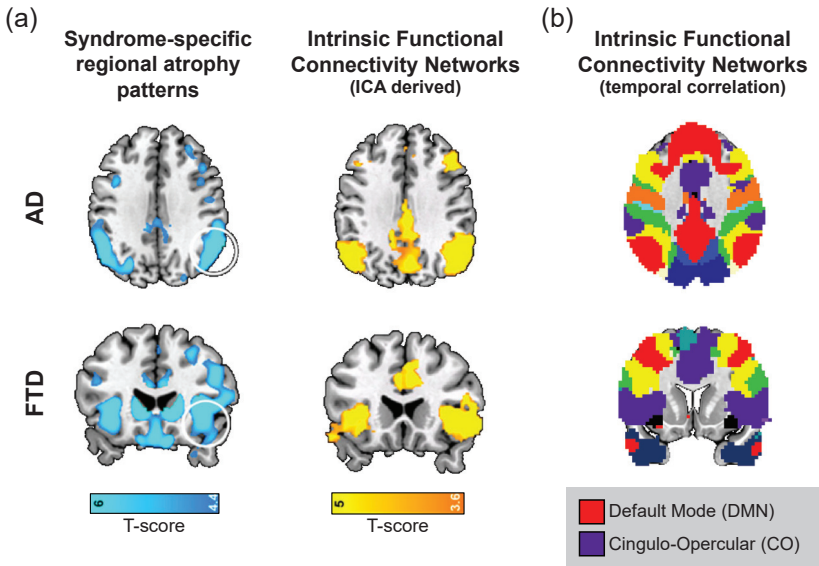 (a)
Syndrome-specific
regional atrophy
patterns
Intrinsic Functional
Connectivity Networks
(ICA derived)
(b)
Intrinsic Functional
Connectivity Networks
(temporal correlation)
AD
FTD
6
4.4
T-score
5
3.6
T-score
Default Mode (DMN)
Cingulo-Opercular (CO)